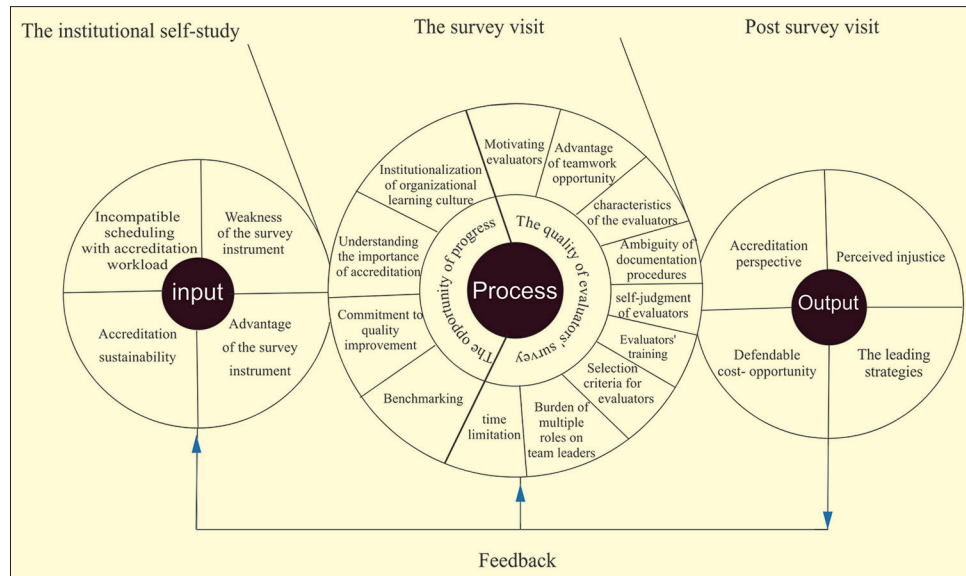 The institutional self-study
The survey visit
Post survey visit
Incompatible
scheduling
with accreditation
workload
Weakness
of the survey
instrument
input
Accreditation
sustainability
Advantage
of the survey
instrument
Institutionalization
of organizational
learning culture
Understanding
the importance
of accreditation
Commitment to
quality
improvement
Benchmarking
The opportunity of progress
Process
The quality of evaluators' survey
Motivating
evaluators
Advantage
of teamwork
opportunity
characteristics
of the evaluators
Ambiguity of
documentation
procedures
self-judgment
of evaluators
Evaluators'
training
Selection
criteria for
evaluators
Burden of
multiple
roles on
team leaders
time
limitation
Accreditation
perspective
Perceived injustice
Output
Defendable
cost- opportunity
The leading
strategies
Feedback